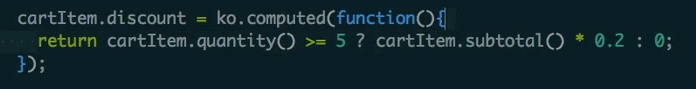 cartItem.discount = ko.computed(function(){
return cartItem.quantity() >= 5 ? cartItem.subtotal() * 0.2 : 0;
});